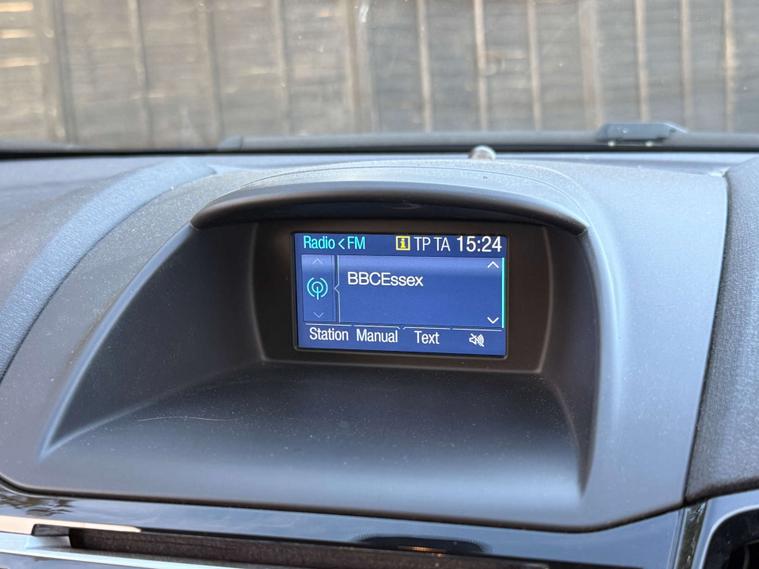 Radio < FM i TP TA 15:24
BBCEssex
Station Manual Text